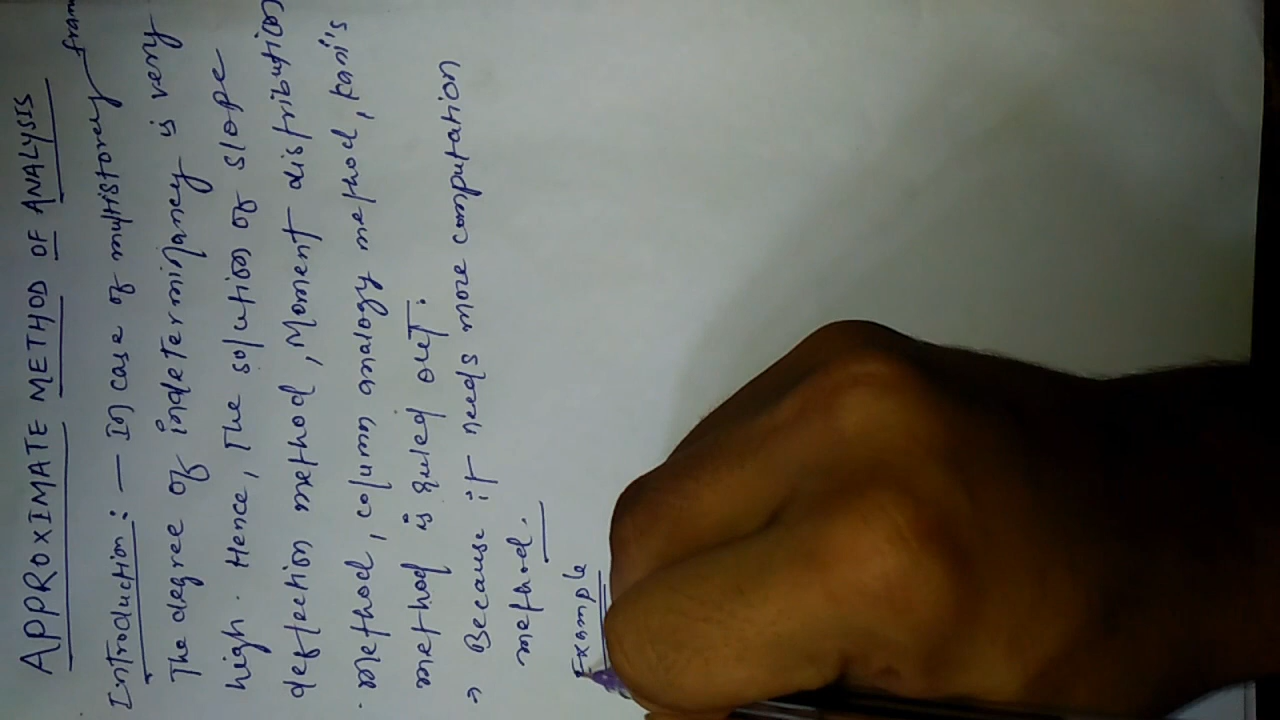 APPROXIMATE METHOD OF ANALYSIS
Introduction:- In case of multistorey fram
The degree of indeterminancy is very
high. Hence, The solution of slope
deflection method, Moment distribution
method, column analogy method, kani's
method is ruled out.
→ Because it needs more computation
method.
Example